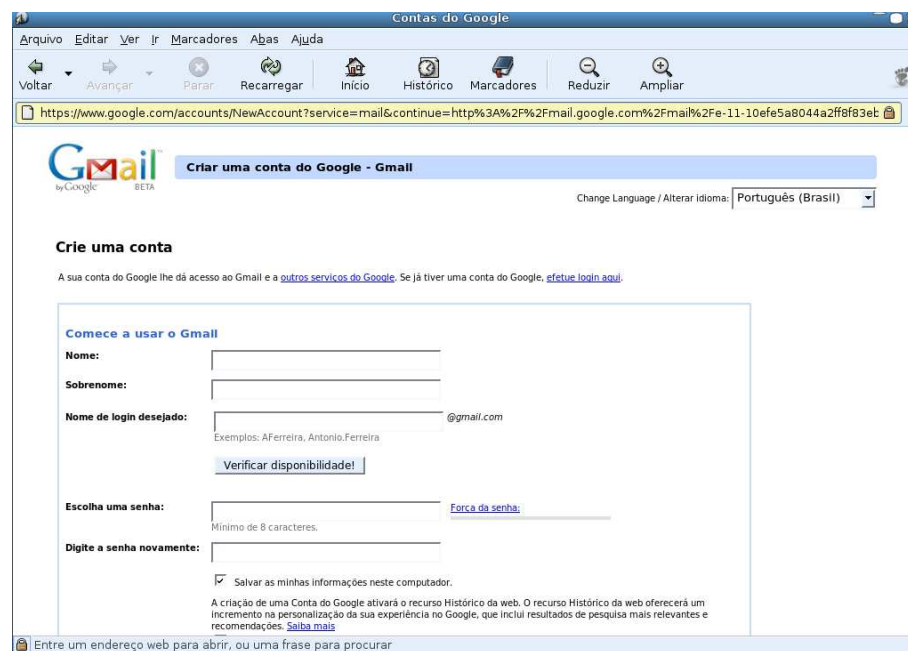 Contas do Google
Arquivo Editar Ver Ir Marcadores Abas Ajuda
Voltar Avançar Parar Recarregar Início Histórico Marcadores Reduzir Ampliar
https://www.google.com/accounts/NewAccount?service=mail&continue=http%3A%2F%2Fmail.google.com%2Fmail%2Fe-11-10efe5a8044a2ff8f83eb
Gmail
by Google BETA
Criar uma conta do Google - Gmail
Change Language / Alterar idioma: Português (Brasil)
Crie uma conta
A sua conta do Google lhe dá acesso ao Gmail e a outros serviços do Google. Se já tiver uma conta do Google, efetue login aqui.
Comece a usar o Gmail
Nome:
Sobrenome:
Nome de login desejado: @gmail.com
Exemplos: AFerreira, Antonio.Ferreira
Verificar disponibilidade!
Escolha uma senha: Força da senha:
Mínimo de 8 caracteres.
Digite a senha novamente:
Salvar as minhas informações neste computador.
A criação de uma Conta do Google ativará o recurso Histórico da web. O recurso Histórico da web oferecerá um
incremento na personalização da sua experiência no Google, que inclui resultados de pesquisa mais relevantes e
recomendações. Saiba mais
Entre um endereço web para abrir, ou uma frase para procurar